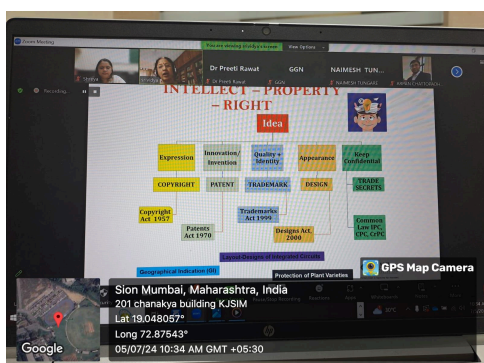 Zoom Meeting
You are viewing Shridya's screen
View Options
Dr Preeti Rawat
GGN
NAIMESH TUN...
Dr Preeti Rawat
GGN
NAIMESH TUNGARE
Recording
INTELLECT – PROPERTY
– RIGHT
Idea
Expression
Innovation/
Invention
Quality +
Identity
Appearance
Keep
Confidential
COPYRIGHT
PATENT
TRADEMARK
DESIGN
TRADE
SECRETS
Copyright
Act 1957
Patents
Act 1970
Trademarks
Act 1999
Designs Act,
2000
Common
Law IPC,
CPC, CrPC
Layout-Designs of Integrated Circuits
Geographical Indication (GI)
Protection of Plant Varieties
GPS Map Camera
hp
Google
Sion Mumbai, Maharashtra, India
201 chanakya building KJSIM
Lat 19.048057°
Long 72.87543°
05/07/24 10:34 AM GMT +05:30